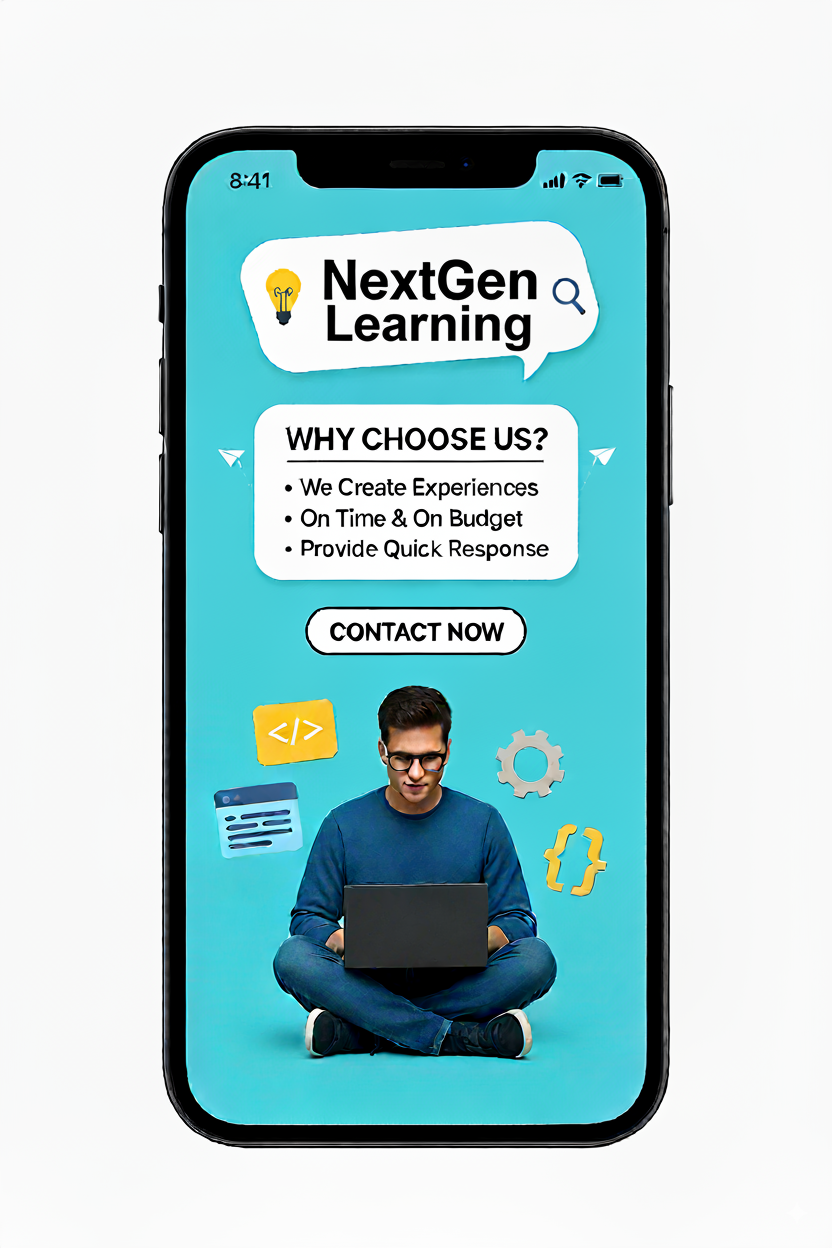 8:41
NextGen
Learning
WHY CHOOSE US?
• We Create Experiences
• On Time & On Budget
• Provide Quick Response
CONTACT NOW
</>
{}